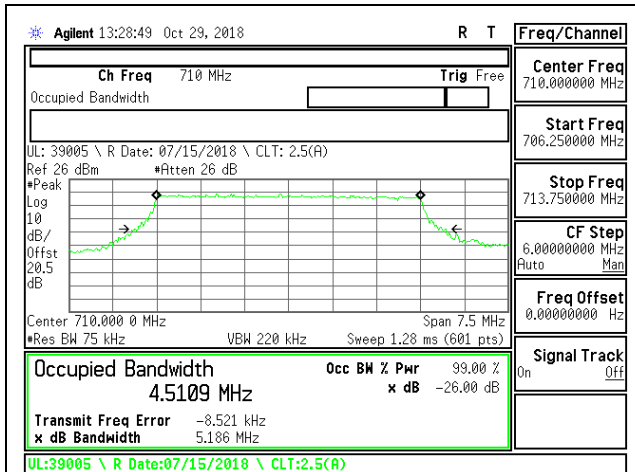 Agilent 13:28:49 Oct 29, 2018 R T
Ch Freq 710 MHz Trig Free
Occupied Bandwidth
UL: 39005 \ R Date: 07/15/2018 \ CLT: 2.5(A)
Ref 26 dBm #Atten 26 dB
#Peak
Log
10
dB/
Offst
20.5
dB
Center 710.000 0 MHz Span 7.5 MHz
#Res BW 75 kHz VBW 220 kHz Sweep 1.28 ms (601 pts)
Occupied Bandwidth Occ BW % Pwr 99.00 %
4.5109 MHz x dB -26.00 dB
Transmit Freq Error -8.521 kHz
x dB Bandwidth 5.186 MHz
UL:39005 \ R Date:07/15/2018 \ CLT:2.5(A)
Freq/Channel
Center Freq
710.000000 MHz
Start Freq
706.250000 MHz
Stop Freq
713.750000 MHz
CF Step
6.00000000 MHz
Auto Man
Freq Offset
0.00000000 Hz
Signal Track
On Off